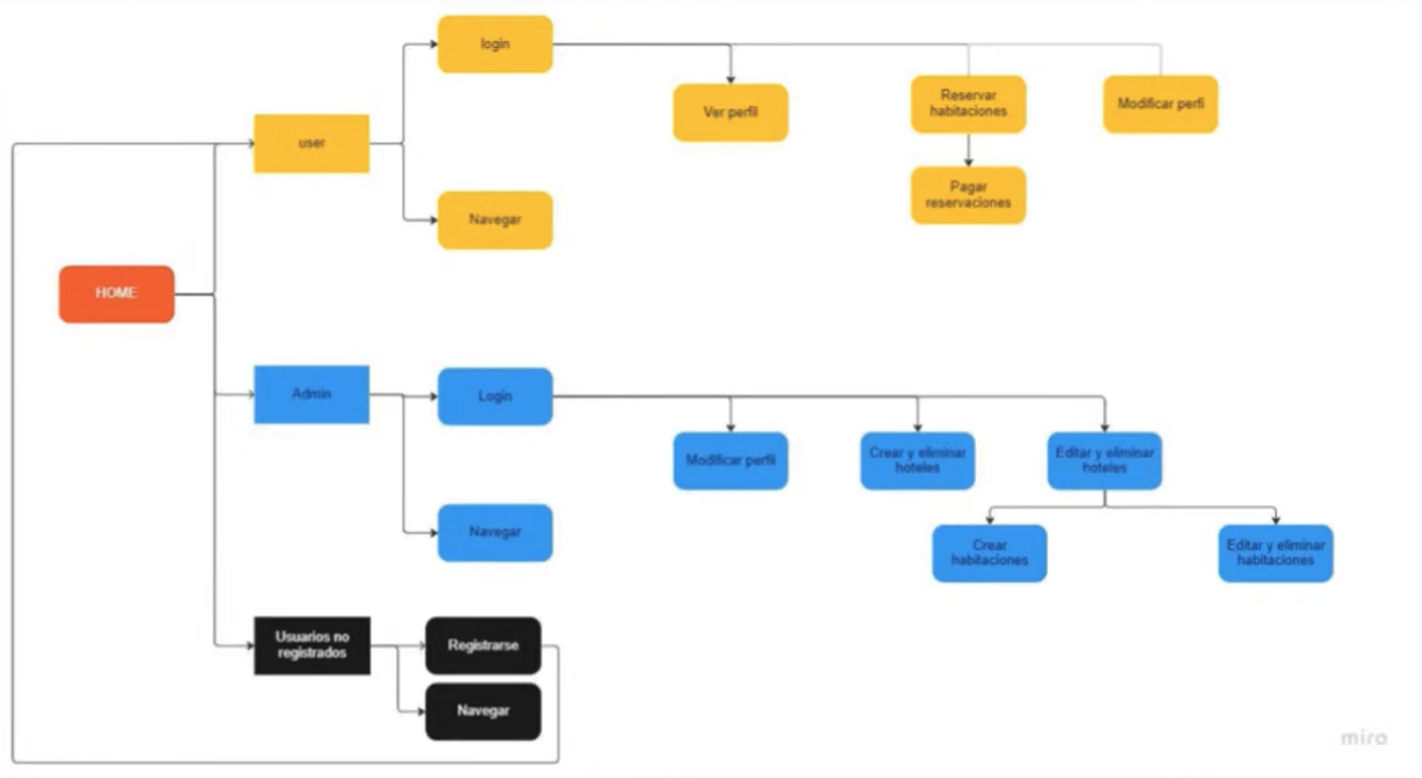 login
Ver perfil
Reservar
habitaciones
Modificar perfi
user
Pagar
reservaciones
Navegar
HOME
Admin
Login
Modificar perfil
Crear y eliminar
hoteles
Editar y eliminar
hoteles
Navegar
Crear
habitaciones
Editar y eliminar
habitaciones
Usuarios no
registrados
Registrarse
Navegar
miro